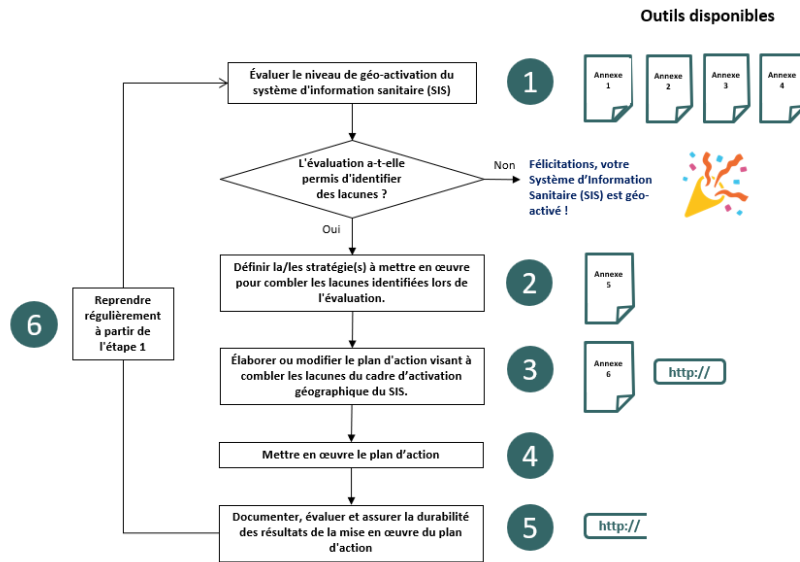 Outils disponibles
Évaluer le niveau de géo-activation du
système d'information sanitaire (SIS)
1
Annexe
1
Annexe
2
Annexe
3
Annexe
4
L'évaluation a-t-elle
permis d'identifier
des lacunes ?
Non
Félicitations, votre
Système d'Information
Sanitaire (SIS) est géo-
activé !
Oui
Définir la/les stratégie(s) à mettre en œuvre
pour combler les lacunes identifiées lors de
l'évaluation.
2
Annexe
5
6
Reprendre
régulièrement
à partir de
l'étape 1
Élaborer ou modifier le plan d'action visant à
combler les lacunes du cadre d'activation
géographique du SIS.
3
Annexe
6
http://
Mettre en œuvre le plan d'action
4
Documenter, évaluer et assurer la durabilité
des résultats de la mise en œuvre du plan
d'action
5
http://